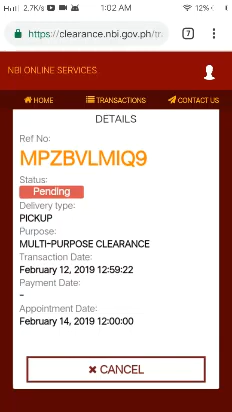 2.7K/s 1:02 AM 12%
https://clearance.nbi.gov.ph/tra 7
NBI ONLINE SERVICES
HOME TRANSACTIONS CONTACT US
DETAILS
Ref No:
MPZBVLMIQ9
Status:
Pending
Delivery type:
PICKUP
Purpose:
MULTI-PURPOSE CLEARANCE
Transaction Date:
February 12, 2019 12:59:22
Payment Date:
-
Appointment Date:
February 14, 2019 12:00:00
✖ CANCEL